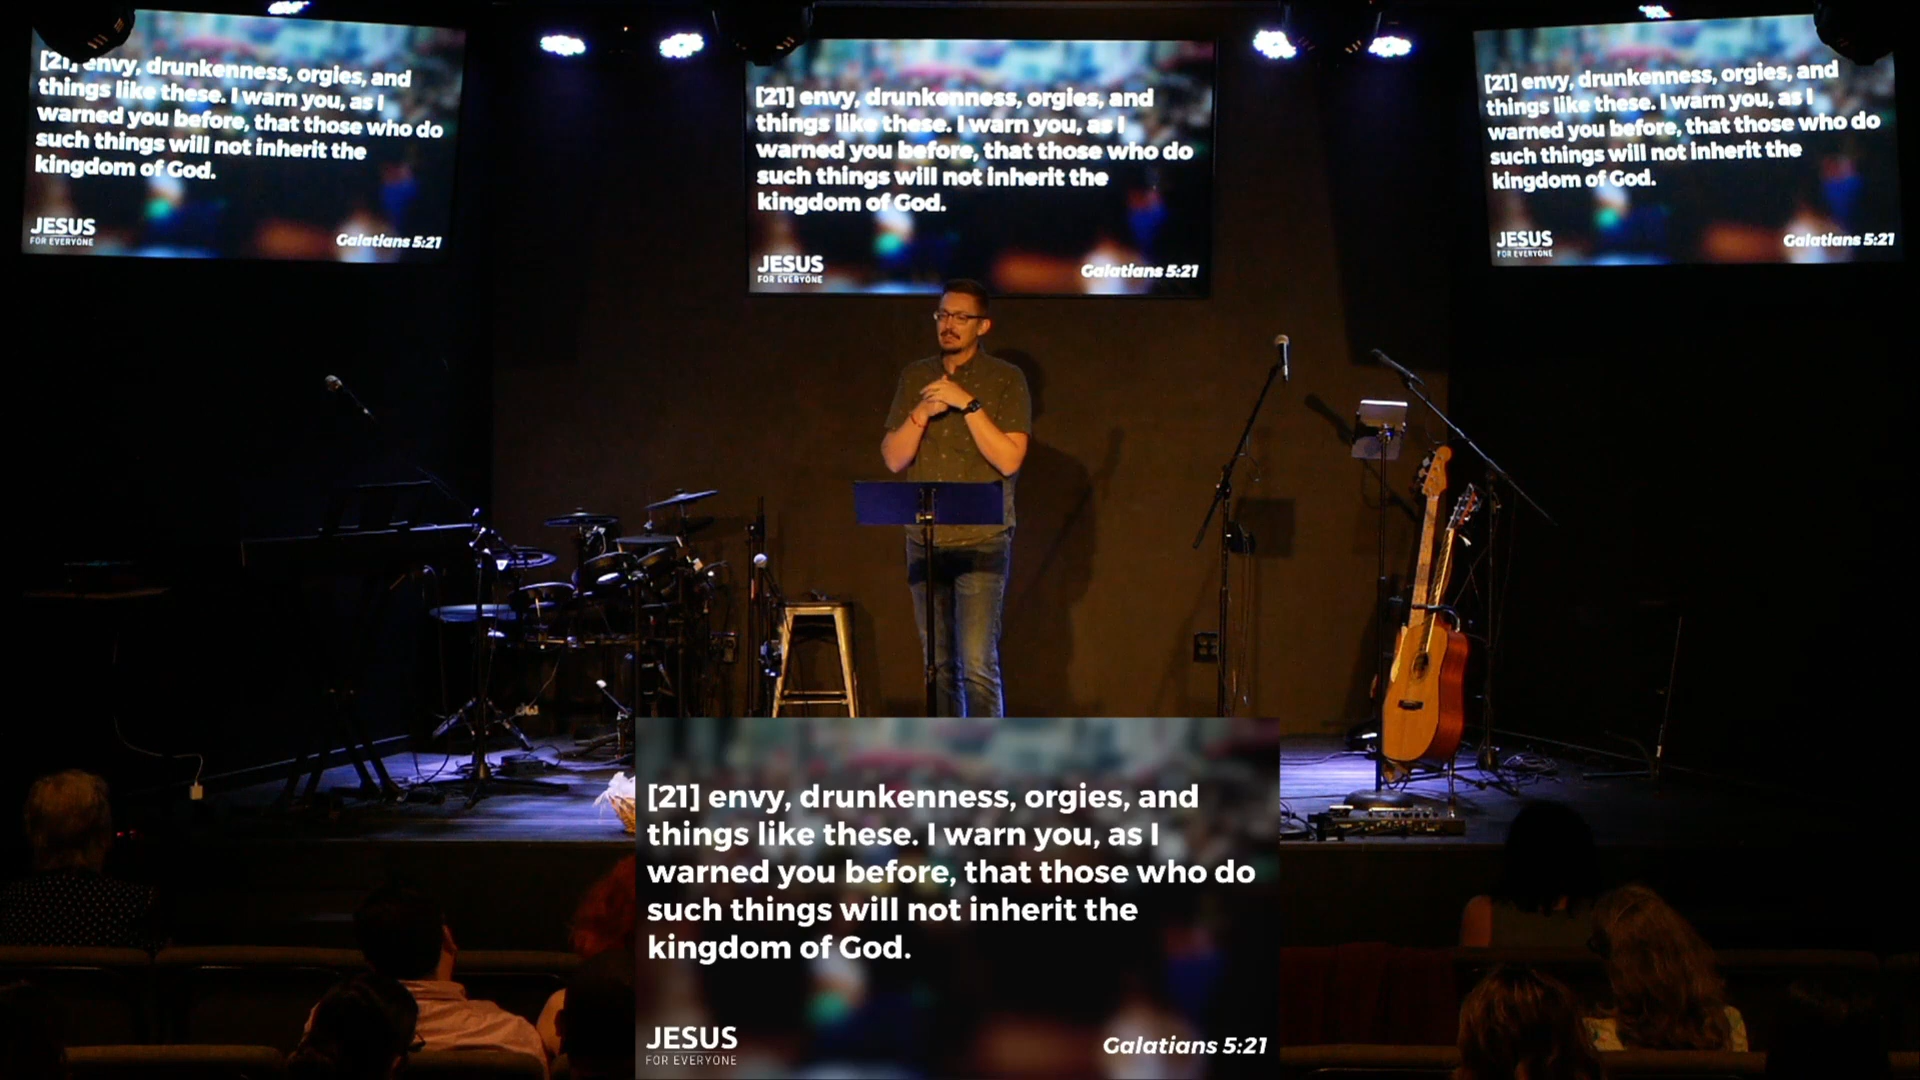 [21] envy, drunkenness, orgies, and
things like these. I warn you, as I
warned you before, that those who do
such things will not inherit the
kingdom of God.
JESUS
FOR EVERYONE
Galatians 5:21
[21] envy, drunkenness, orgies, and
things like these. I warn you, as I
warned you before, that those who do
such things will not inherit the
kingdom of God.
JESUS
FOR EVERYONE
Galatians 5:21
[21] envy, drunkenness, orgies, and
things like these. I warn you, as I
warned you before, that those who do
such things will not inherit the
kingdom of God.
JESUS
FOR EVERYONE
Galatians 5:21
[21] envy, drunkenness, orgies, and
things like these. I warn you, as I
warned you before, that those who do
such things will not inherit the
kingdom of God.
JESUS
FOR EVERYONE
Galatians 5:21